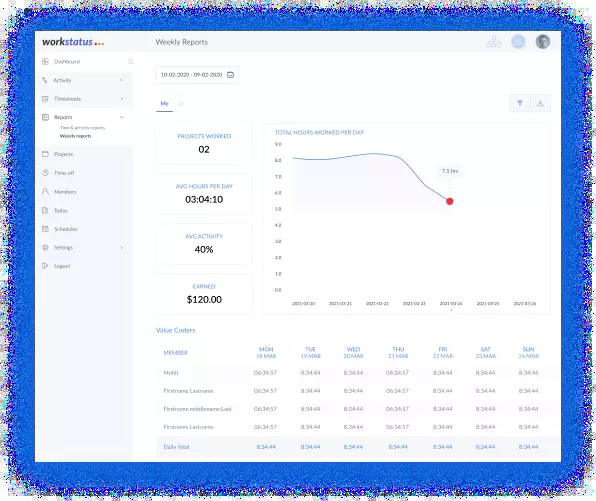 workstatus
Weekly Reports
Dashboard
Activity
Timesheets
Reports
Time & activity reports
Weekly reports
Projects
Time-off
Members
Todos
Schedules
Settings
Logout
10-02-2020 - 09-02-2020
Me
All
PROJECTS WORKED
02
AVG HOURS PER DAY
03:04:10
AVG ACTIVITY
40%
EARNED
$120.00
TOTAL HOURS WORKED PER DAY
9.0
8.0
7.0
6.0
5.0
4.0
3.0
2.0
1.0
0.0
7.5 hrs
2021-03-20 2021-03-21 2021-03-22 2021-03-23 2021-03-24 2021-03-25 2021-03-26
Value Coders
MEMBER MON TUE WED THU FRI SAT SUN
18 MAR 19 MAR 20 MAR 21 MAR 22 MAR 23 MAR 24 MAR
Mohit 06:34:57 8:34:44 8:34:44 06:34:57 8:34:44 8:34:44 8:34:44
Firstname Lastname 06:34:57 8:34:44 8:34:44 06:34:57 8:34:44 8:34:44 8:34:44
Firstname middlename Last 06:34:57 8:34:44 8:34:44 06:34:57 8:34:44 8:34:44 8:34:44
Firstname Lastname 06:34:57 8:34:44 8:34:44 06:34:57 8:34:44 8:34:44 8:34:44
Daily Total 8:34:44 8:34:44 8:34:44 8:34:44 8:34:44 8:34:44 8:34:44